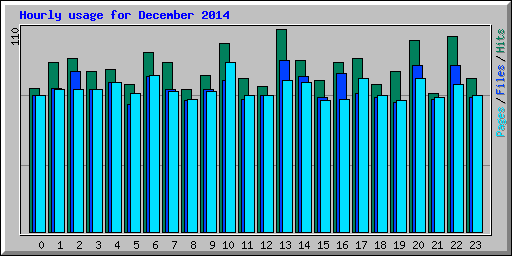 Hourly usage for December 2014
110
Pages/Files/Hits
0 1 2 3 4 5 6 7 8 9 10 11 12 13 14 15 16 17 18 19 20 21 22 23